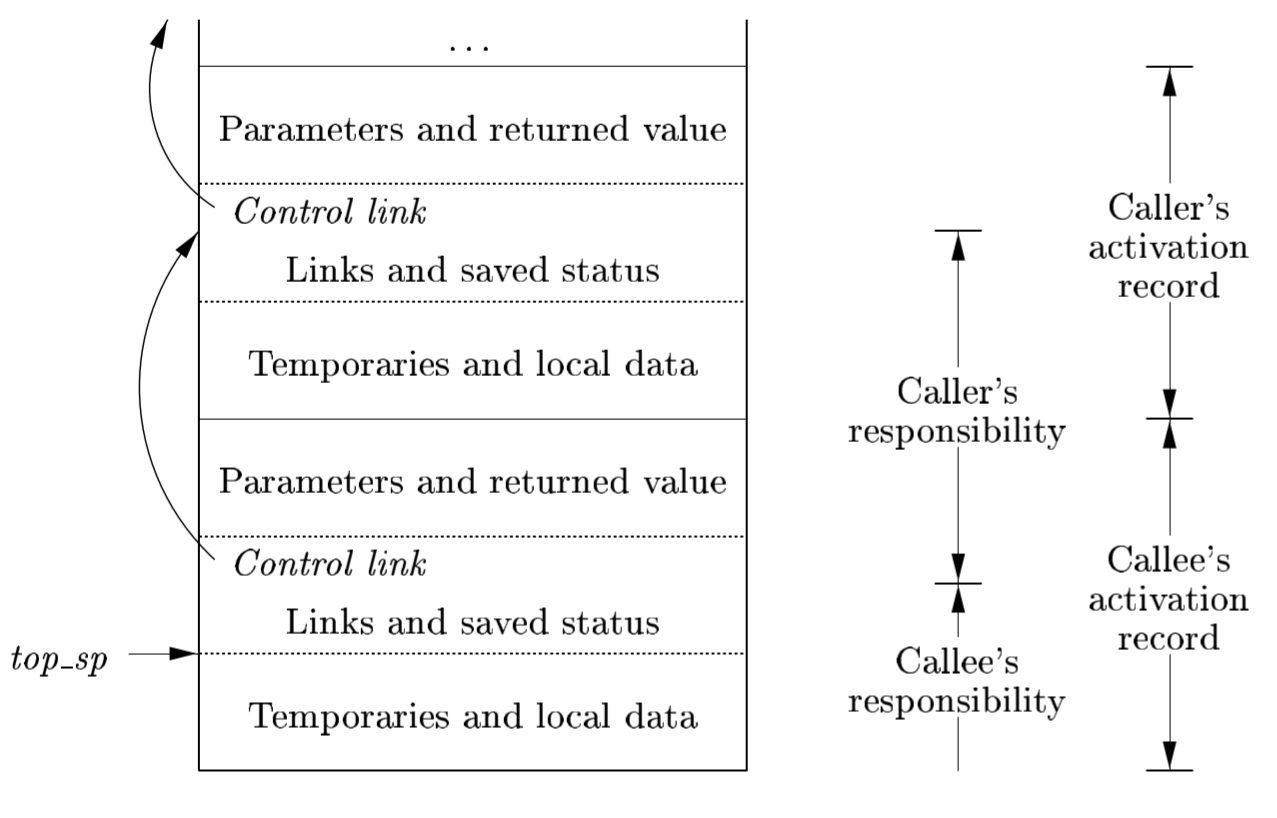 ...
Parameters and returned value
Control link
Links and saved status
Temporaries and local data
Parameters and returned value
Control link
Links and saved status
top_sp
Temporaries and local data
Caller's
responsibility
Callee's
responsibility
Caller's
activation
record
Callee's
activation
record